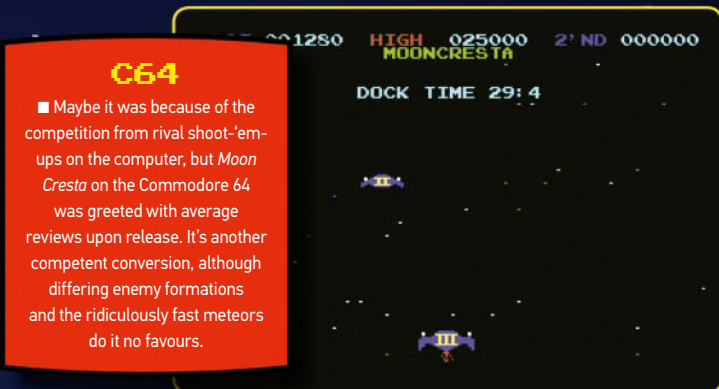 C64
■ Maybe it was because of the
competition from rival shoot-‘em-
ups on the computer, but Moon
Cresta on the Commodore 64
was greeted with average
reviews upon release. It’s another
competent conversion, although
differing enemy formations
and the ridiculously fast meteors
do it no favours.
001280 HIGH 025000 2' ND 000000
MOONCRESTA
DOCK TIME 29:4
II
III